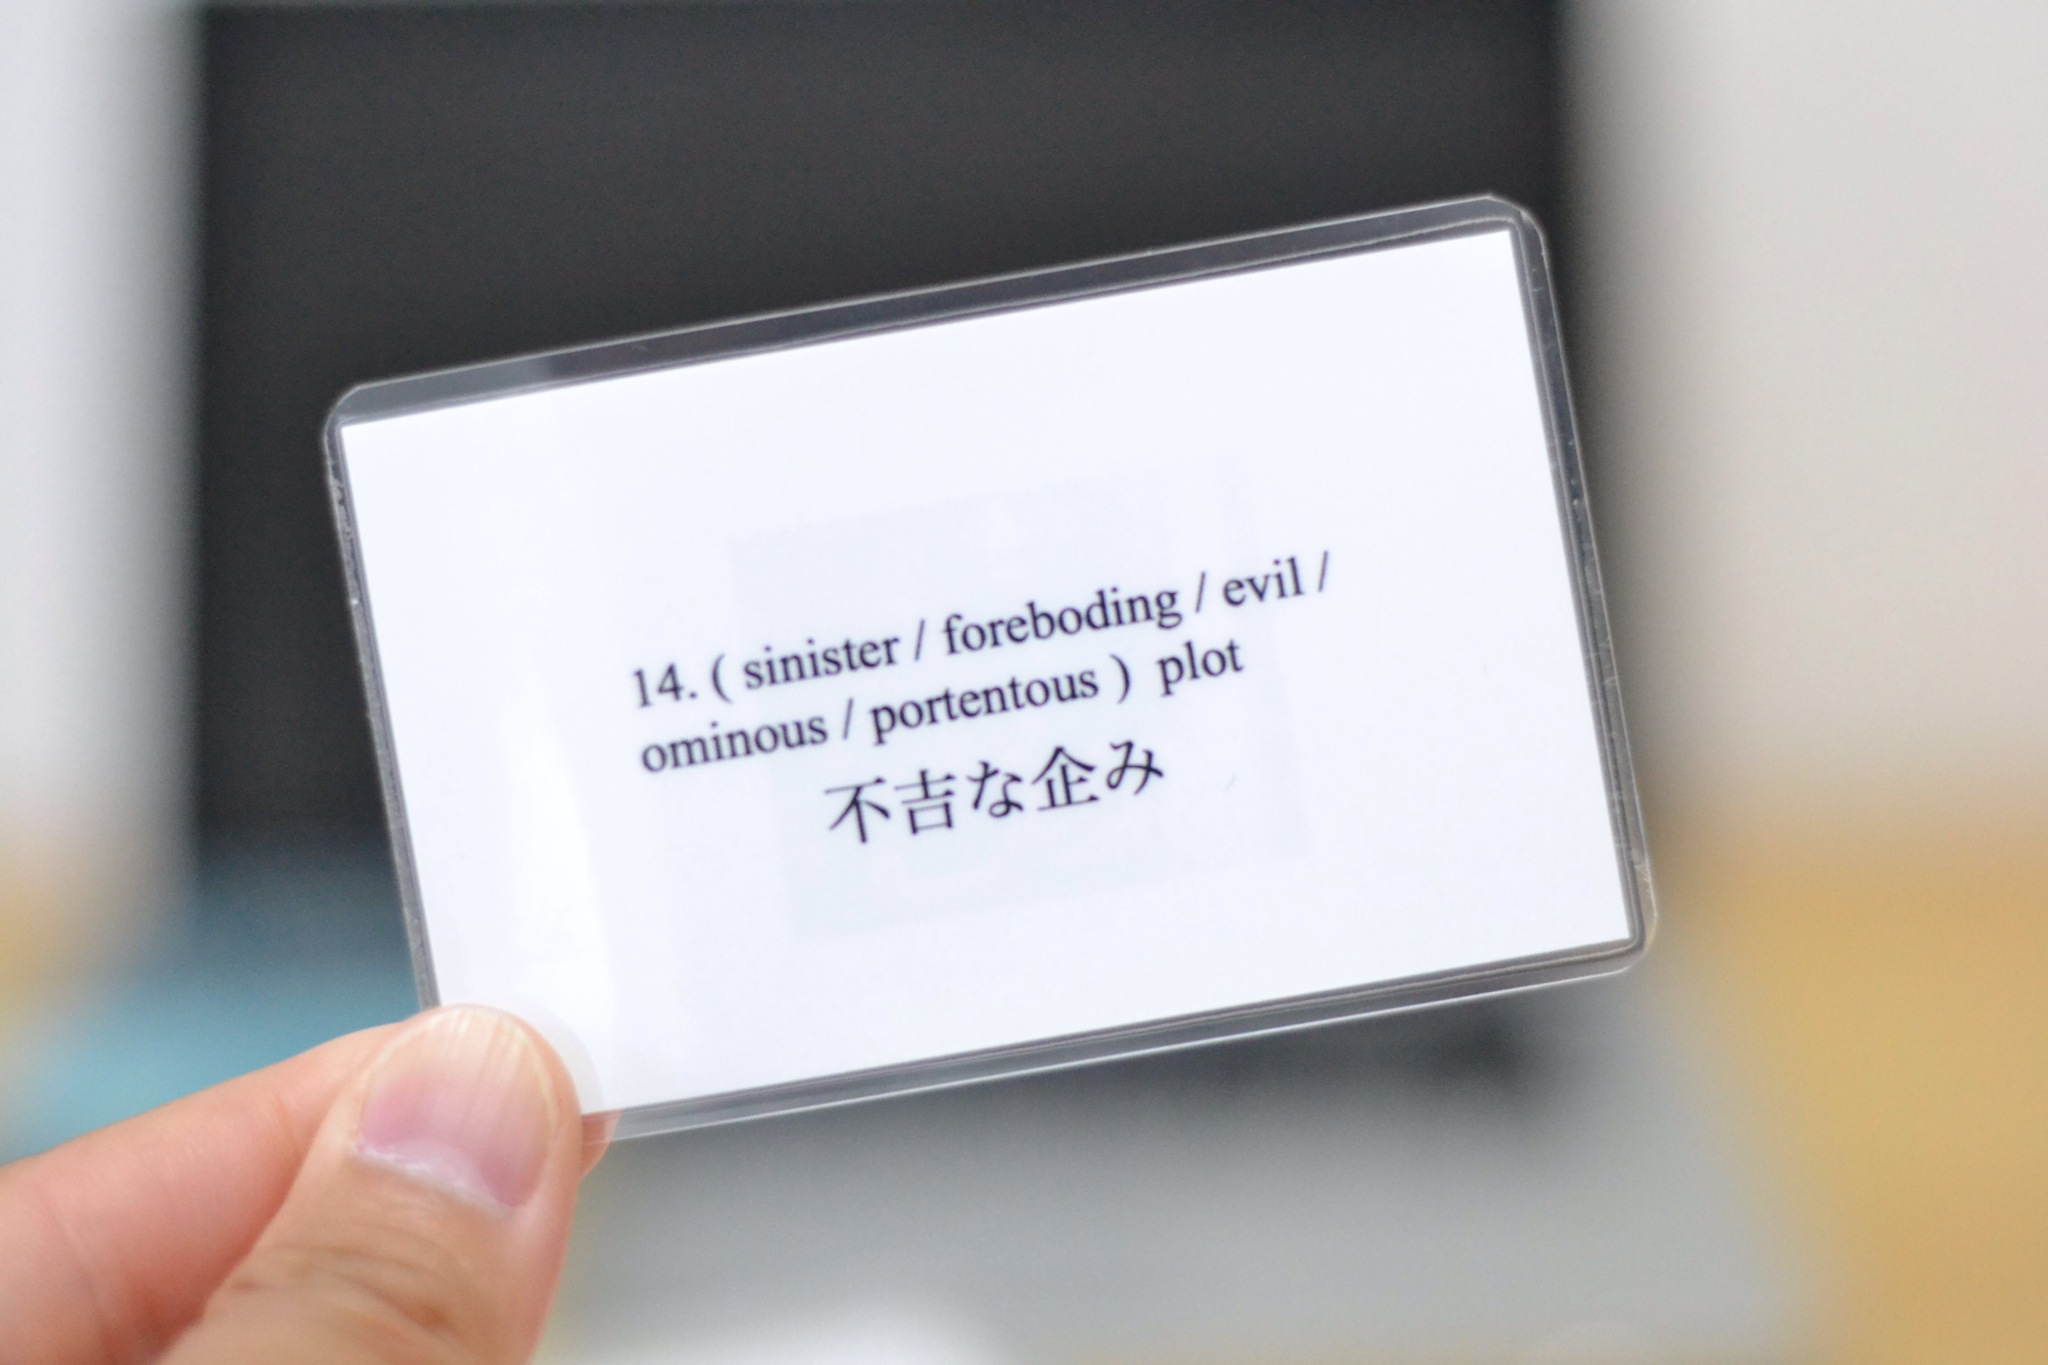 14. ( sinister / foreboding / evil /
ominous / portentous ) plot
不吉な企み